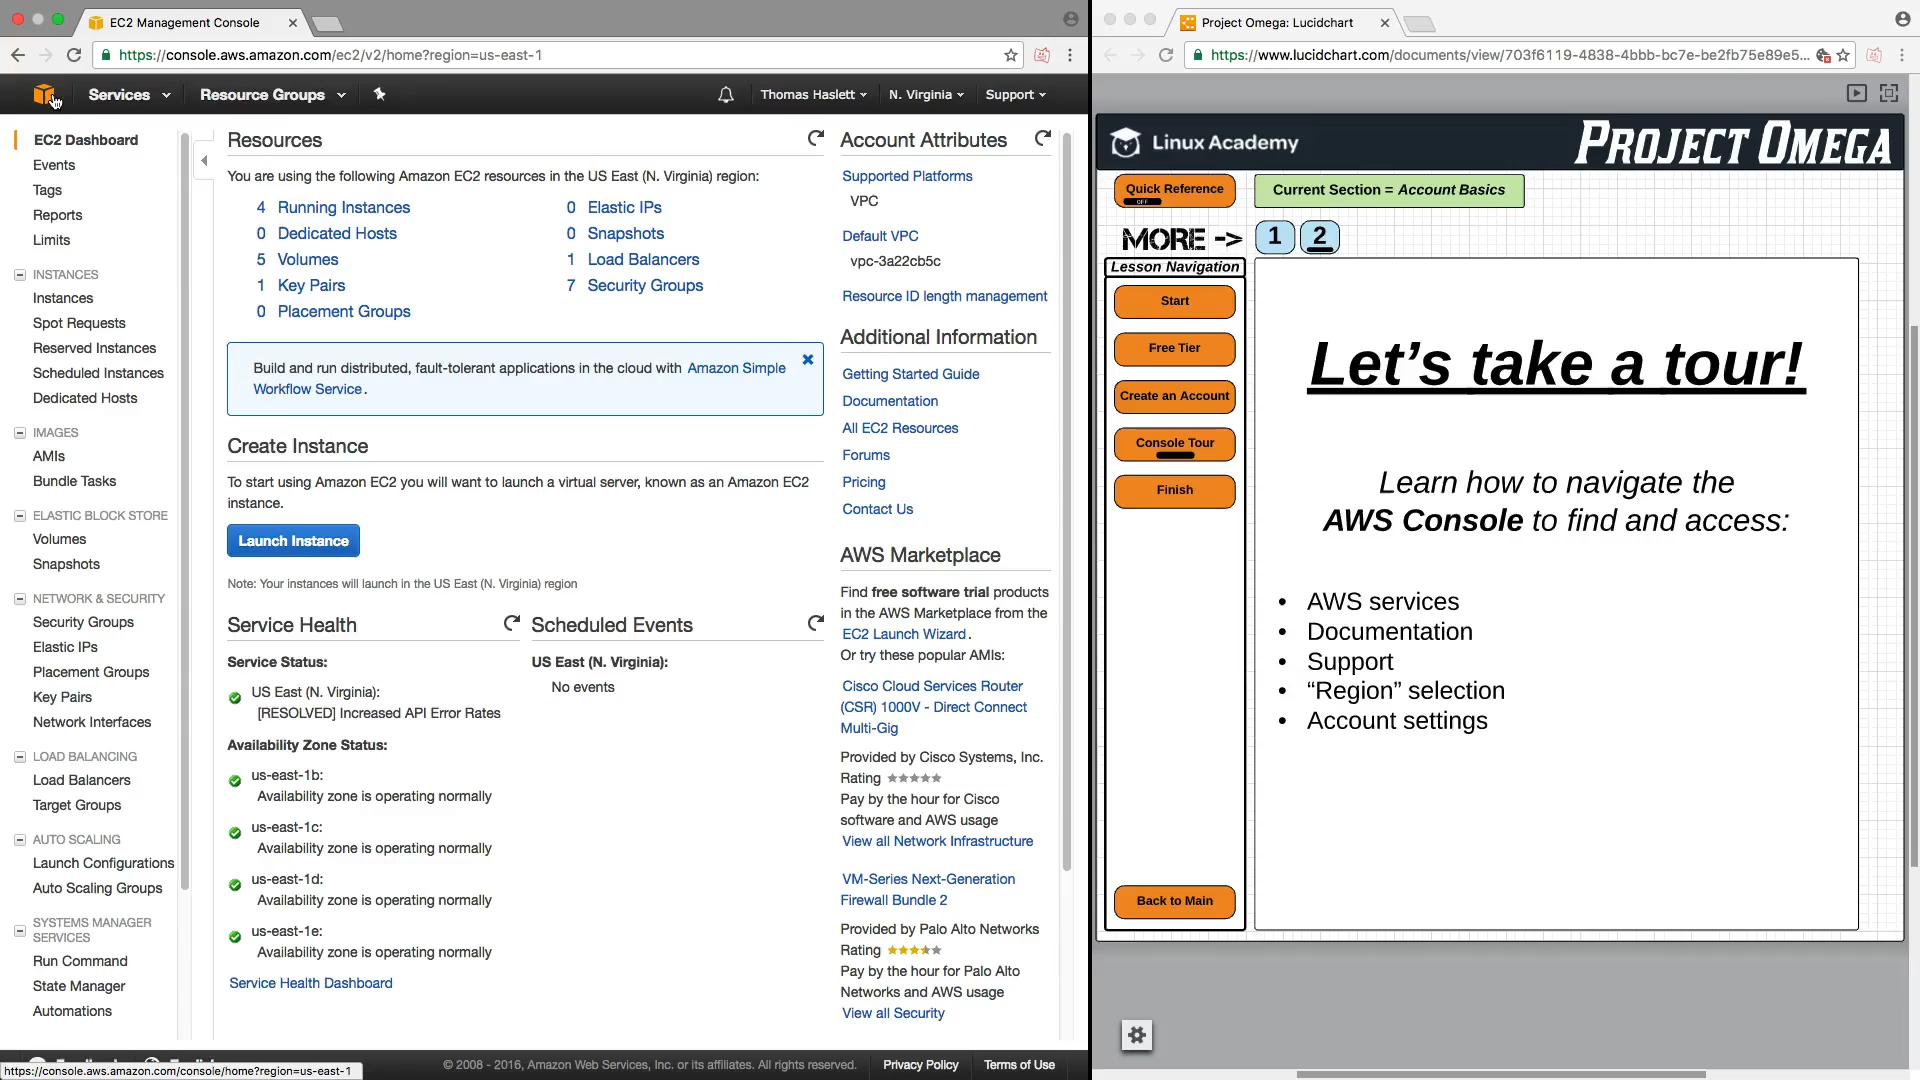 EC2 Management Console
https://console.aws.amazon.com/ec2/v2/home?region=us-east-1
Services
Resource Groups
Thomas Haslett
N. Virginia
Support
EC2 Dashboard
Events
Tags
Reports
Limits
INSTANCES
Instances
Spot Requests
Reserved Instances
Scheduled Instances
Dedicated Hosts
IMAGES
AMIs
Bundle Tasks
ELASTIC BLOCK STORE
Volumes
Snapshots
NETWORK & SECURITY
Security Groups
Elastic IPs
Placement Groups
Key Pairs
Network Interfaces
LOAD BALANCING
Load Balancers
Target Groups
AUTO SCALING
Launch Configurations
Auto Scaling Groups
SYSTEMS MANAGER
SERVICES
Run Command
State Manager
Automations
Resources
You are using the following Amazon EC2 resources in the US East (N. Virginia) region:
4 Running Instances
0 Elastic IPs
0 Dedicated Hosts
0 Snapshots
5 Volumes
1 Load Balancers
1 Key Pairs
7 Security Groups
0 Placement Groups
Build and run distributed, fault-tolerant applications in the cloud with Amazon Simple
Workflow Service.
Create Instance
To start using Amazon EC2 you will want to launch a virtual server, known as an Amazon EC2
instance.
Launch Instance
Note: Your instances will launch in the US East (N. Virginia) region
Service Health
Service Status:
US East (N. Virginia):
[RESOLVED] Increased API Error Rates
Availability Zone Status:
us-east-1b:
Availability zone is operating normally
us-east-1c:
Availability zone is operating normally
us-east-1d:
Availability zone is operating normally
us-east-1e:
Availability zone is operating normally
Service Health Dashboard
Scheduled Events
US East (N. Virginia):
No events
Account Attributes
Supported Platforms
VPC
Default VPC
vpc-3a22cb5c
Resource ID length management
Additional Information
Getting Started Guide
Documentation
All EC2 Resources
Forums
Pricing
Contact Us
AWS Marketplace
Find free software trial products
in the AWS Marketplace from the
EC2 Launch Wizard.
Or try these popular AMIs:
Cisco Cloud Services Router
(CSR) 1000V - Direct Connect
Multi-Gig
Provided by Cisco Systems, Inc.
Rating
Pay by the hour for Cisco
software and AWS usage
View all Network Infrastructure
VM-Series Next-Generation
Firewall Bundle 2
Provided by Palo Alto Networks
Rating
Pay by the hour for Palo Alto
Networks and AWS usage
View all Security
https://console.aws.amazon.com/console/home?region=us-east-1
© 2008 - 2016, Amazon Web Services, Inc. or its affiliates. All rights reserved.
Privacy Policy
Terms of Use
Project Omega: Lucidchart
https://www.lucidchart.com/documents/view/703f6119-4838-4bbb-bc7e-be2fb75e89e5...
Linux Academy
PROJECT OMEGA
Quick Reference
OFF
Current Section = Account Basics
MORE ->
1
2
Lesson Navigation
Start
Free Tier
Create an Account
Console Tour
Finish
Back to Main
Let’s take a tour!
Learn how to navigate the
AWS Console to find and access:
• AWS services
• Documentation
• Support
• “Region” selection
• Account settings